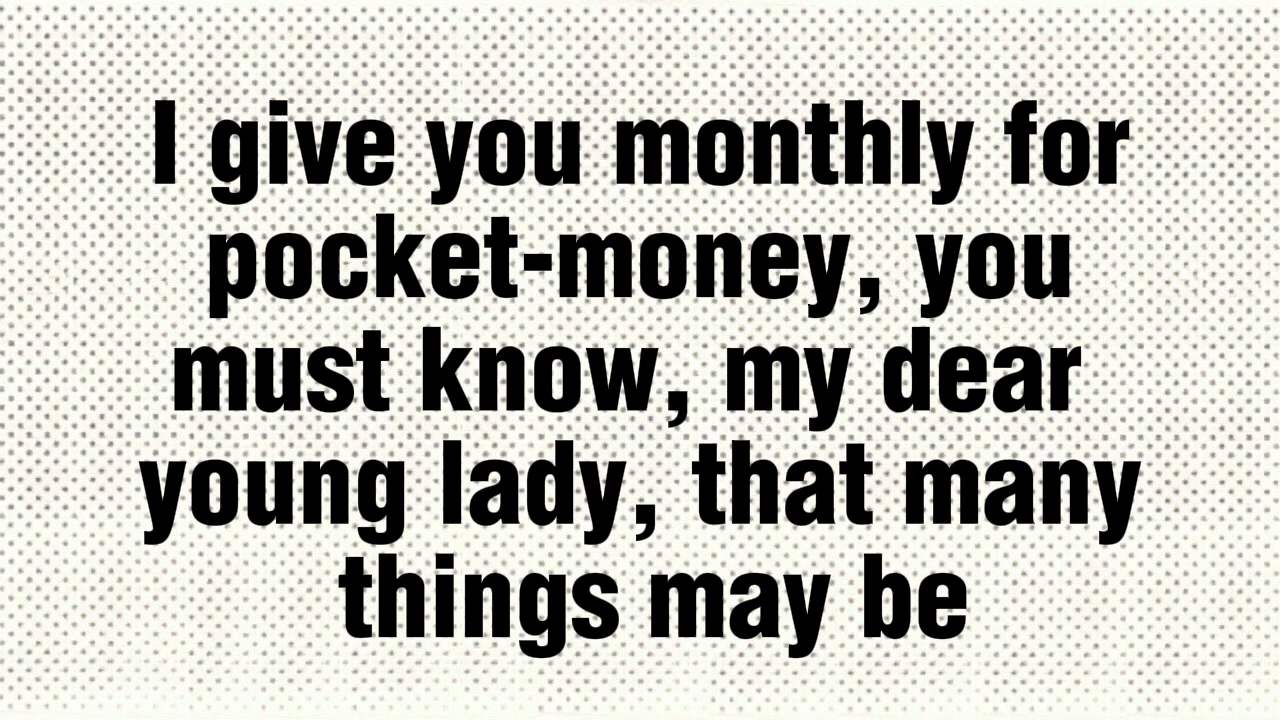 I give you monthly for
pocket-money, you
must know, my dear
young lady, that many
things may be